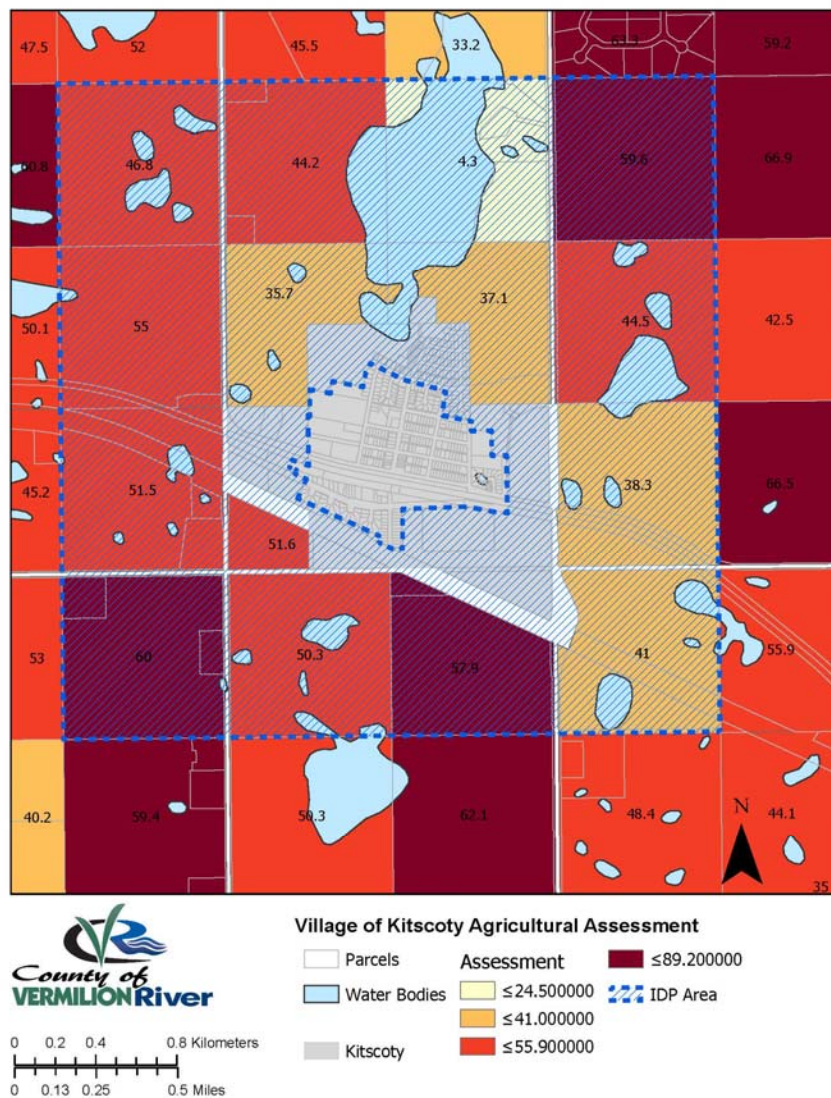 47.5 52 45.5 33.2 63.3 59.2
60.8 46.8 44.2 4.3 59.6 66.9
50.1 55 35.7 37.1 44.5 42.5
45.2 51.5 51.6 38.3 66.5
53 60 50.3 57.9 41 55.9
40.2 59.4 50.3 62.1 48.4 44.1
35
N
County of
VERMILION River
0 0.2 0.4 0.8 Kilometers
0 0.13 0.25 0.5 Miles
Village of Kitscoty Agricultural Assessment
Parcels
Water Bodies
Kitscoty
Assessment
≤24.500000
≤41.000000
≤55.900000
≤89.200000
IDP Area